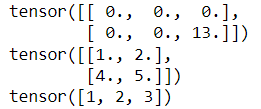 tensor([[ 0.,  0.,  0.],
        [ 0.,  0., 13.]])
tensor([[1., 2.],
        [4., 5.]])
tensor([1, 2, 3])